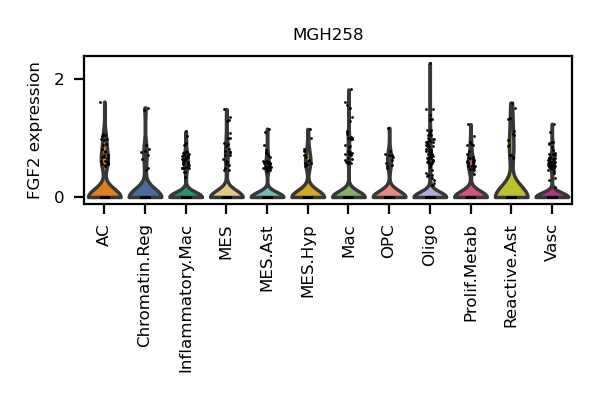 MGH258
FGF2 expression
2
0
AC
Chromatin.Reg
Inflammatory.Mac
MES
MES.Ast
MES.Hyp
Mac
OPC
Oligo
Prolif.Metab
Reactive.Ast
Vasc